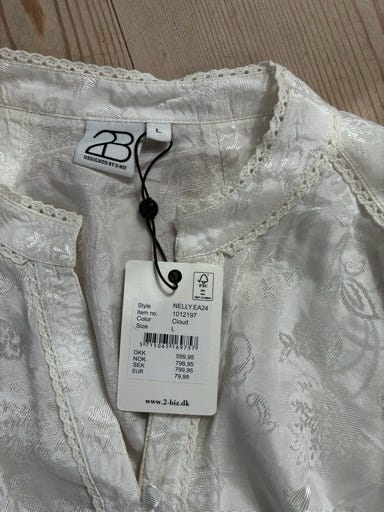 2B
DESIGNED BY 2-BIZ
L
FSC
Style NELLY.EA24
Item no. 1012197
Color Cloud
Size L
5715065169757
DKK 599,95
NOK 799,95
SEK 799,95
EUR 79,95
www.2-biz.dk